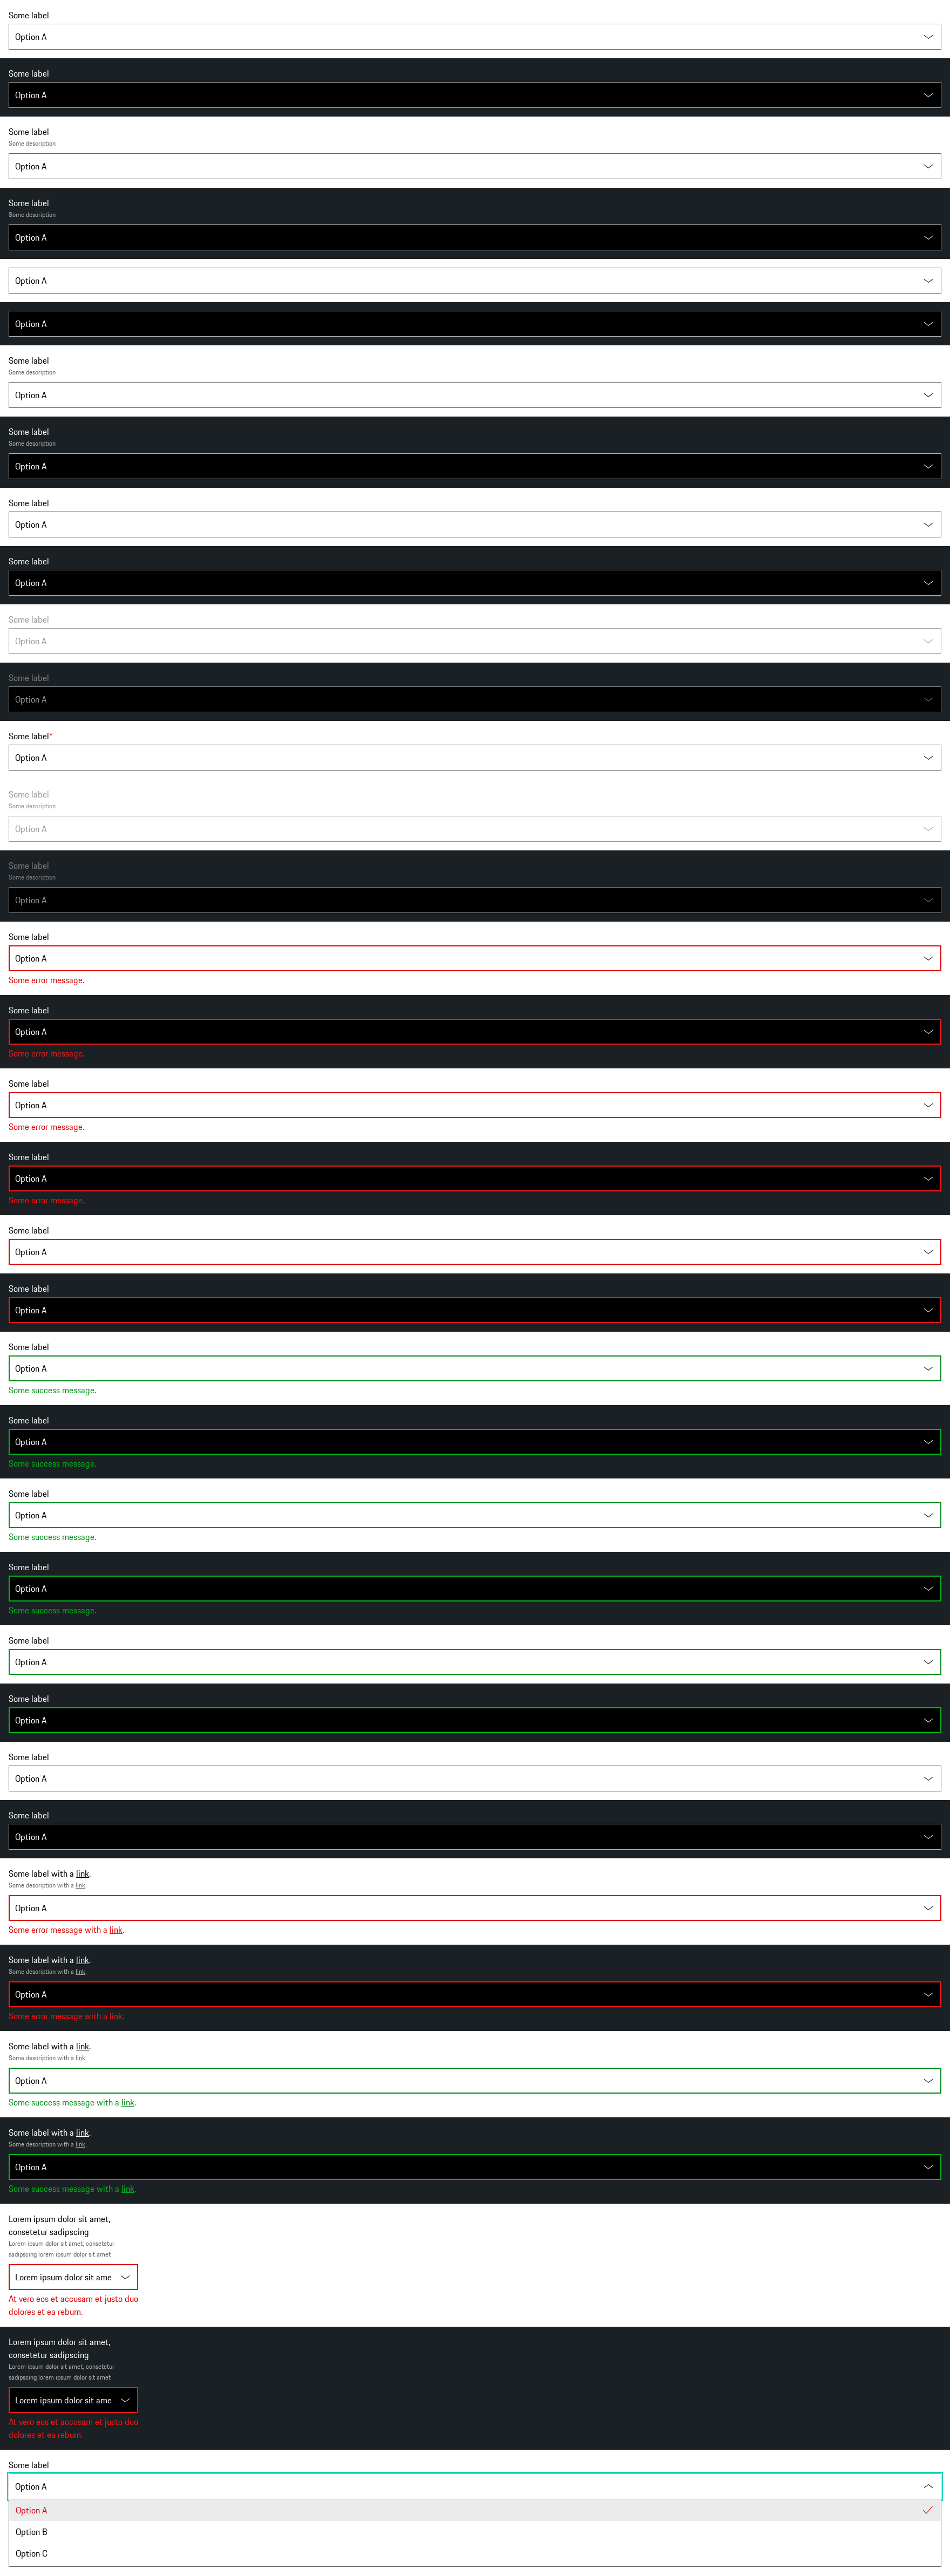 Some label
Option A
Some label
Option A
Some label
Some description
Option A
Some label
Some description
Option A
Option A
Option A
Some label
Some description
Option A
Some label
Some description
Option A
Some label
Option A
Some label
Option A
Some label
Option A
Some label
Option A
Some label*
Option A
Some label
Some description
Option A
Some label
Some description
Option A
Some label
Option A
Some error message.
Some label
Option A
Some error message.
Some label
Option A
Some error message.
Some label
Option A
Some error message.
Some label
Option A
Some label
Option A
Some label
Option A
Some success message.
Some label
Option A
Some success message.
Some label
Option A
Some success message.
Some label
Option A
Some success message.
Some label
Option A
Some label
Option A
Some label
Option A
Some label
Option A
Some label with a link.
Some description with a link.
Option A
Some error message with a link.
Some label with a link.
Some description with a link.
Option A
Some error message with a link.
Some label with a link.
Some description with a link.
Option A
Some success message with a link.
Some label with a link.
Some description with a link.
Option A
Some success message with a link.
Lorem ipsum dolor sit amet,
consetetur sadipscing
Lorem ipsum dolor sit amet, consetetur
sadipscing lorem ipsum dolor sit amet
Lorem ipsum dolor sit ame
At vero eos et accusam et justo duo
dolores et ea rebum.
Lorem ipsum dolor sit amet,
consetetur sadipscing
Lorem ipsum dolor sit amet, consetetur
sadipscing lorem ipsum dolor sit amet
Lorem ipsum dolor sit ame
At vero eos et accusam et justo duo
dolores et ea rebum.
Some label
Option A
Option A
Option B
Option C